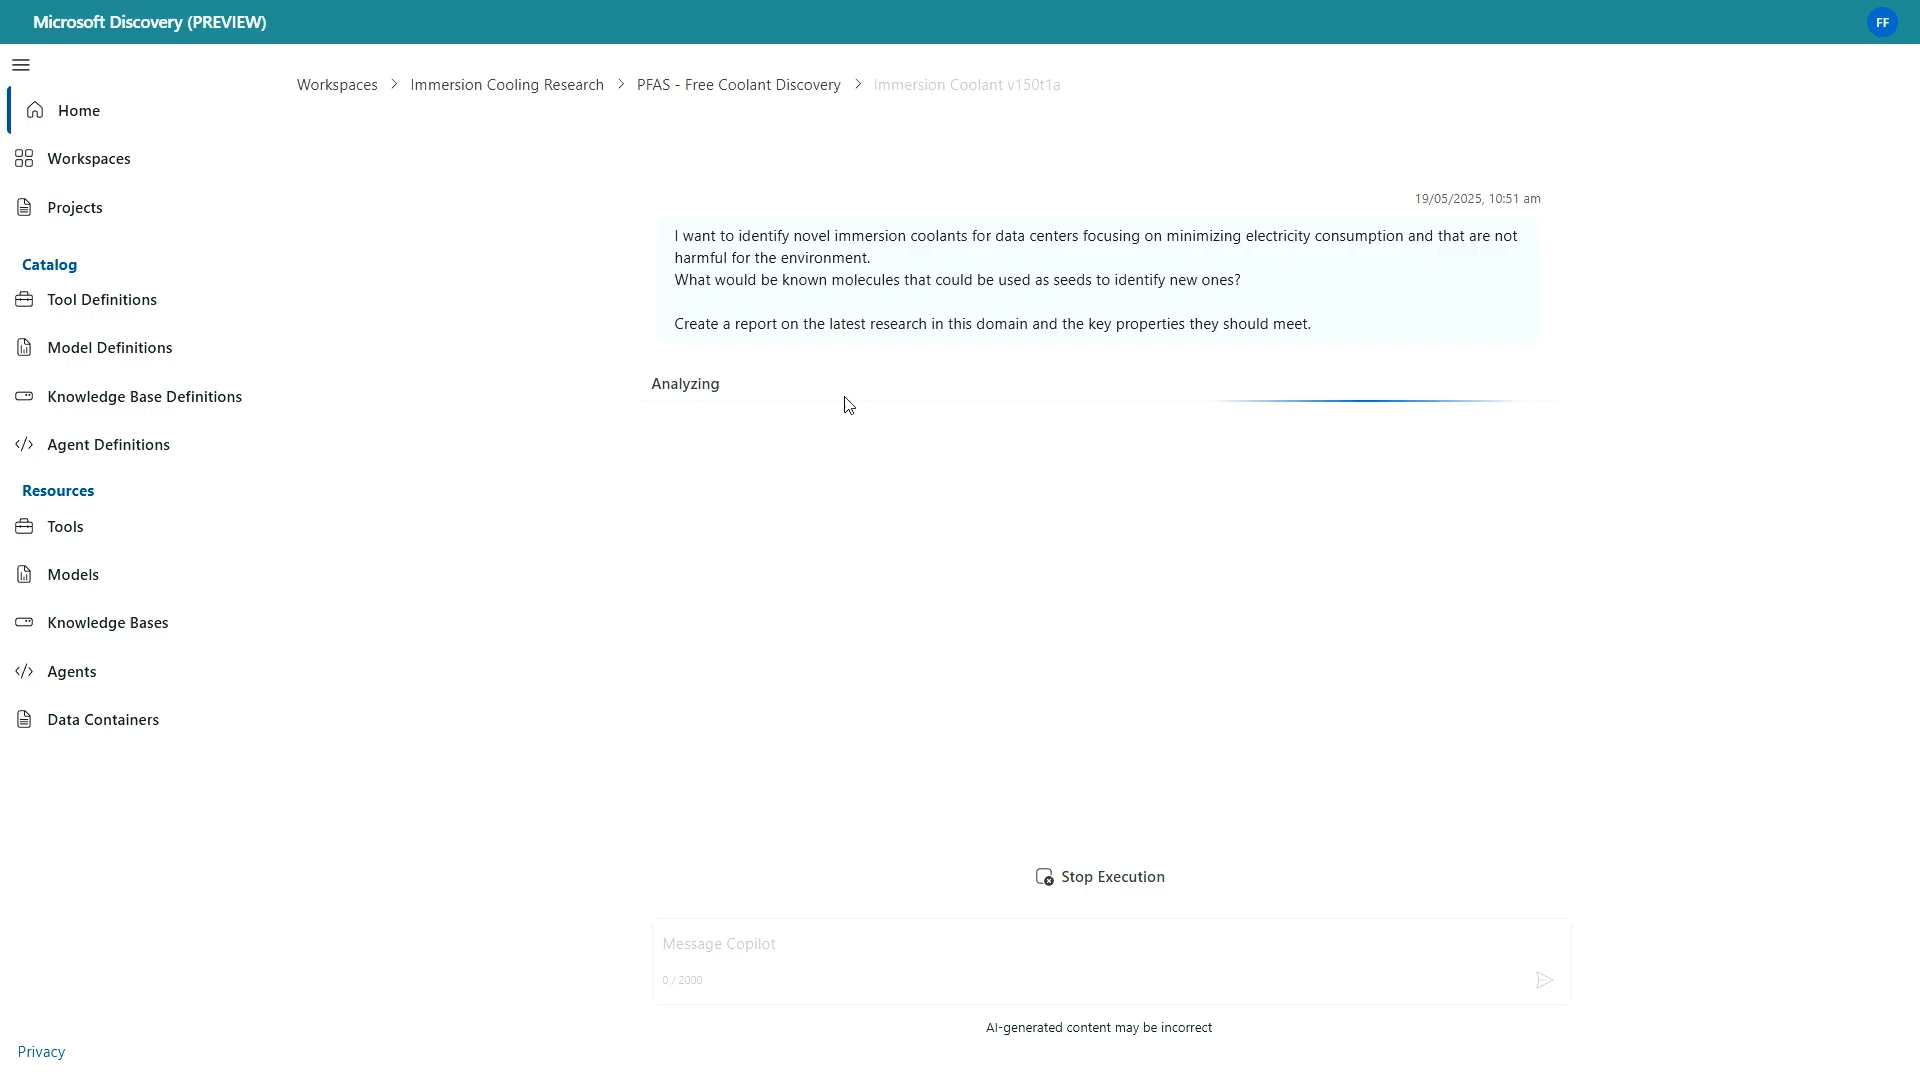 Microsoft Discovery (PREVIEW)
FF
Workspaces > Immersion Cooling Research > PFAS - Free Coolant Discovery > Immersion Coolant v150t1a
Home
Workspaces
Projects
Catalog
Tool Definitions
Model Definitions
Knowledge Base Definitions
Agent Definitions
Resources
Tools
Models
Knowledge Bases
Agents
Data Containers
Privacy
19/05/2025, 10:51 am
I want to identify novel immersion coolants for data centers focusing on minimizing electricity consumption and that are not
harmful for the environment.
What would be known molecules that could be used as seeds to identify new ones?
Create a report on the latest research in this domain and the key properties they should meet.
Analyzing
Stop Execution
Message Copilot
0 / 2000
AI-generated content may be incorrect